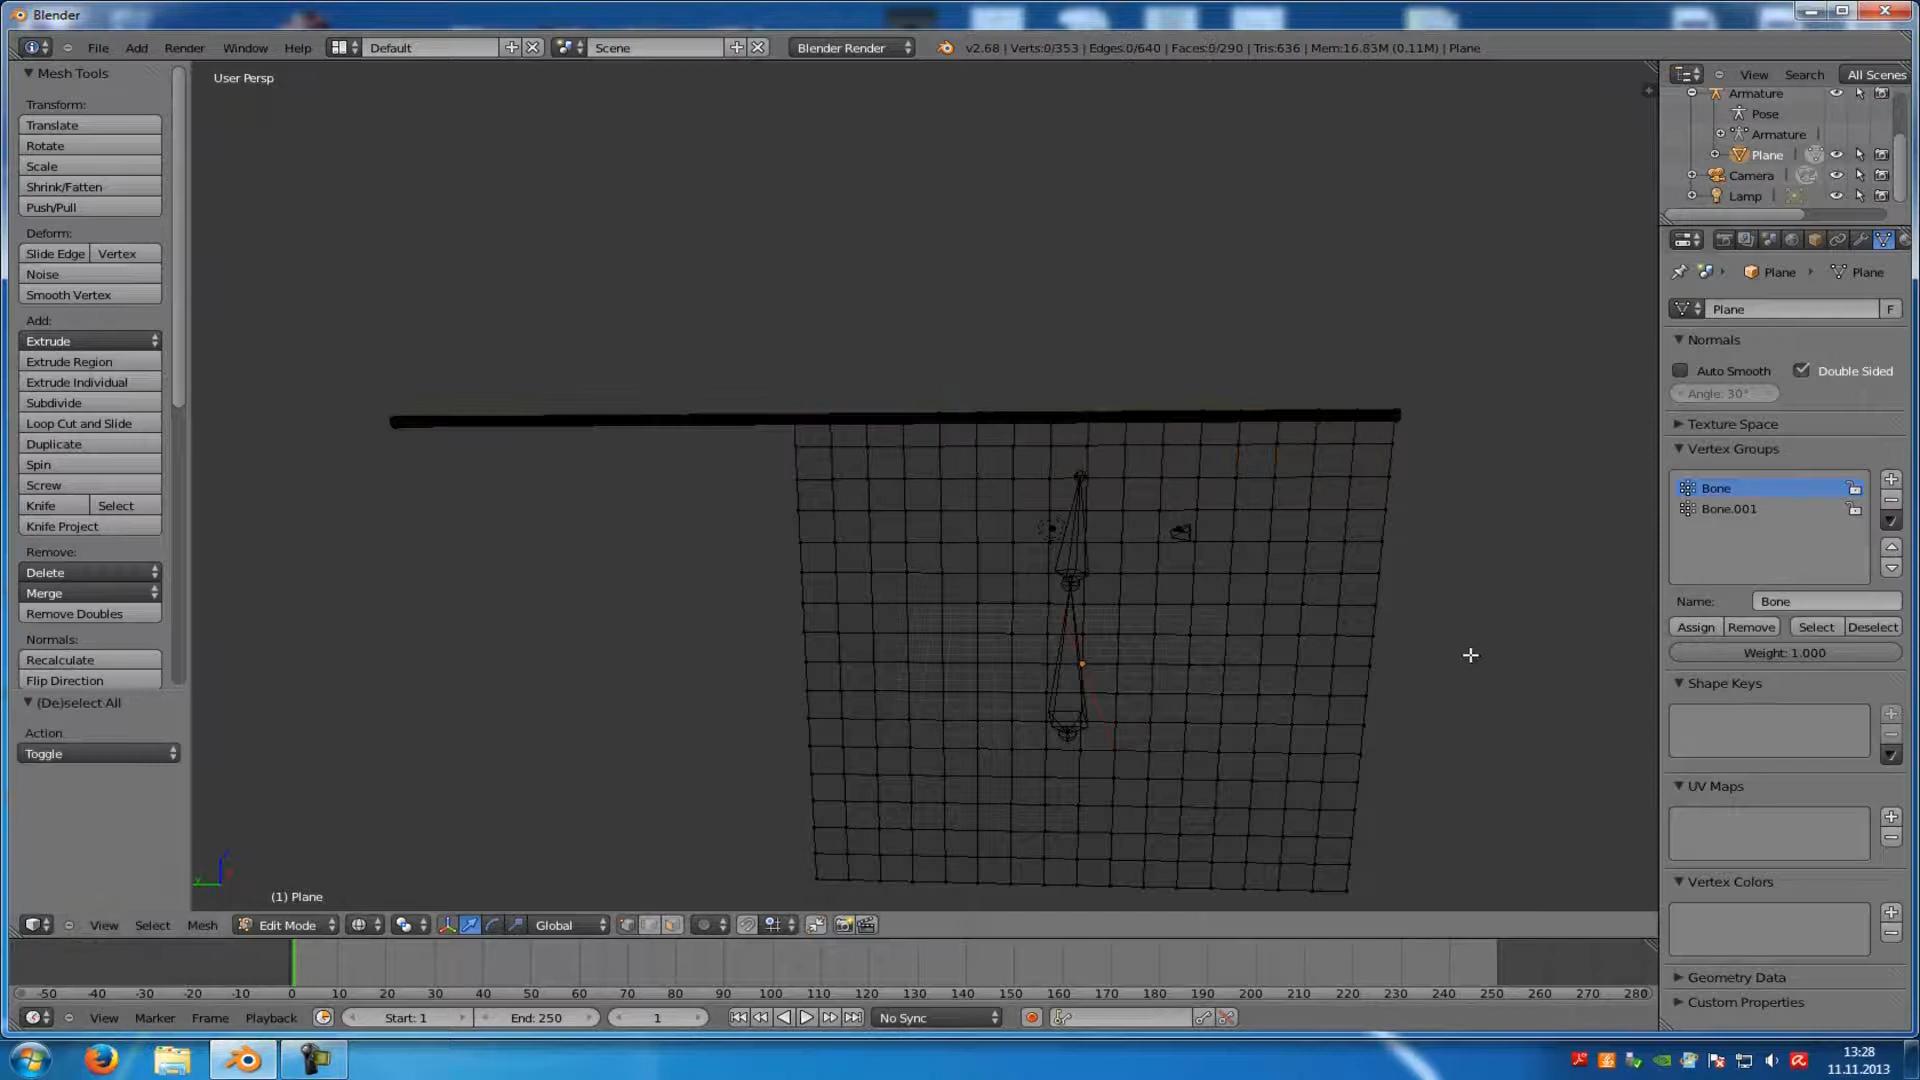 Blender
File Add Render Window Help Default Scene Blender Render v2.68 | Verts:0/353 | Edges:0/640 | Faces:0/290 | Tris:636 | Mem:16.83M (0.11M) | Plane
Mesh Tools
Transform:
Translate
Rotate
Scale
Shrink/Fatten
Push/Pull
Deform:
Slide Edge Vertex
Noise
Smooth Vertex
Add:
Extrude
Extrude Region
Extrude Individual
Subdivide
Loop Cut and Slide
Duplicate
Spin
Screw
Knife Select
Knife Project
Remove:
Delete
Merge
Remove Doubles
Normals:
Recalculate
Flip Direction
(De)select All
Action
Toggle
User Persp
(1) Plane
View Select Mesh Edit Mode Global
View Search All Scenes
Armature
Pose
Armature
Plane
Camera
Lamp
Plane Plane
Plane F
Normals
Auto Smooth Double Sided
Angle: 30°
Texture Space
Vertex Groups
Bone
Bone.001
Name: Bone
Assign Remove Select Deselect
Weight: 1.000
Shape Keys
UV Maps
Vertex Colors
Geometry Data
Custom Properties
-50 -40 -30 -20 -10 0 10 20 30 40 50 60 70 80 90 100 110 120 130 140 150 160 170 180 190 200 210 220 230 240 250 260 270 280
View Marker Frame Playback Start: 1 End: 250 1 No Sync
13:28
11.11.2013